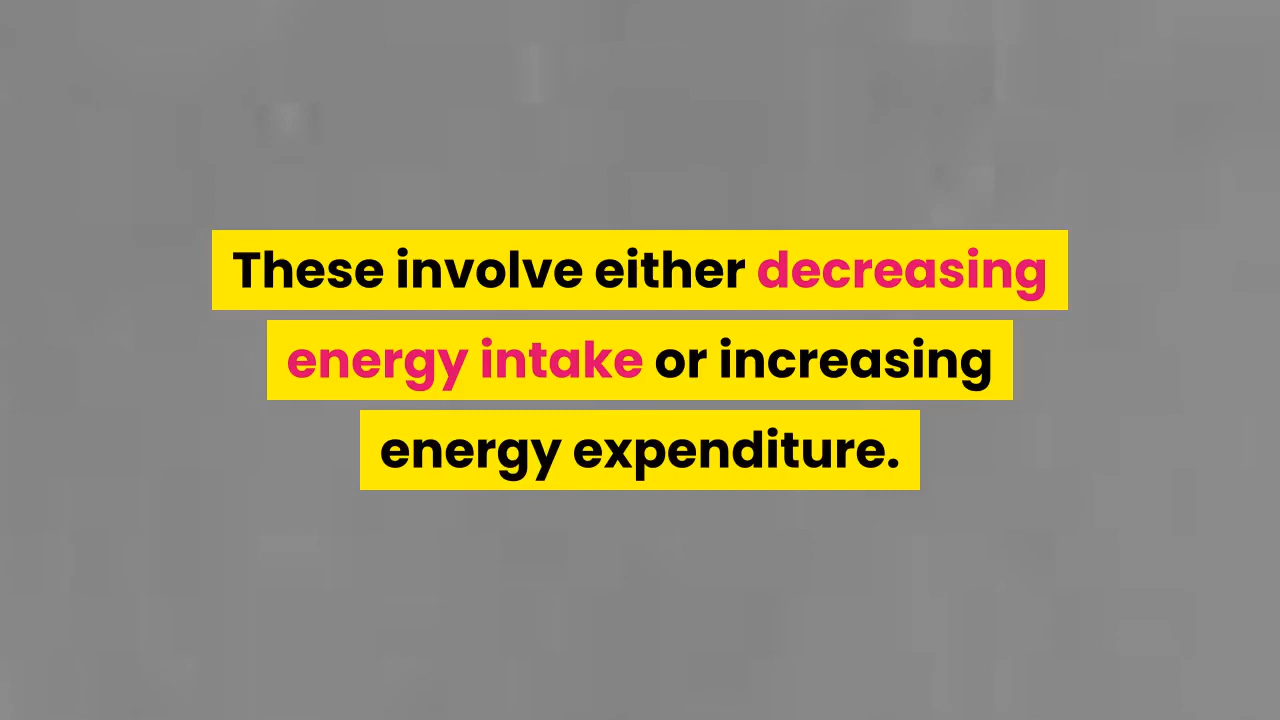 These involve either decreasing
energy intake or increasing
energy expenditure.